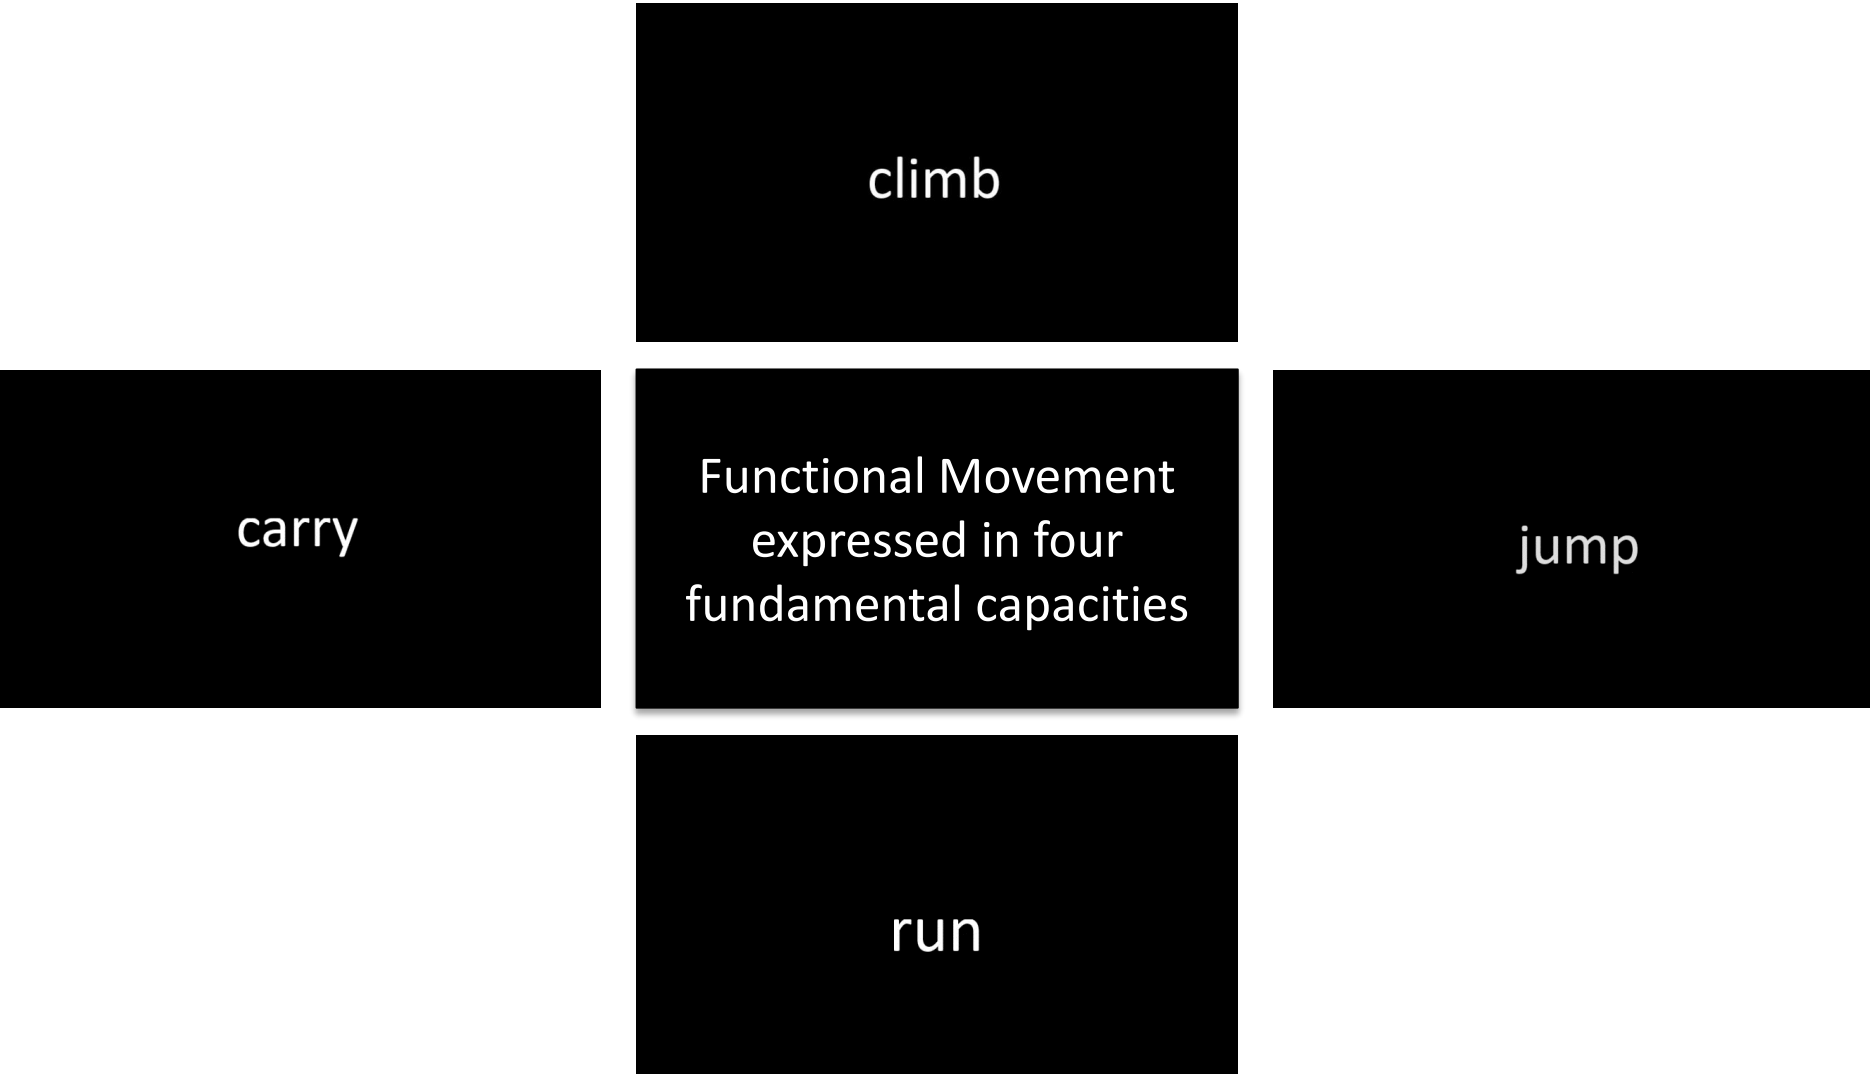 climb
carry
Functional Movement
expressed in four
fundamental capacities
jump
run